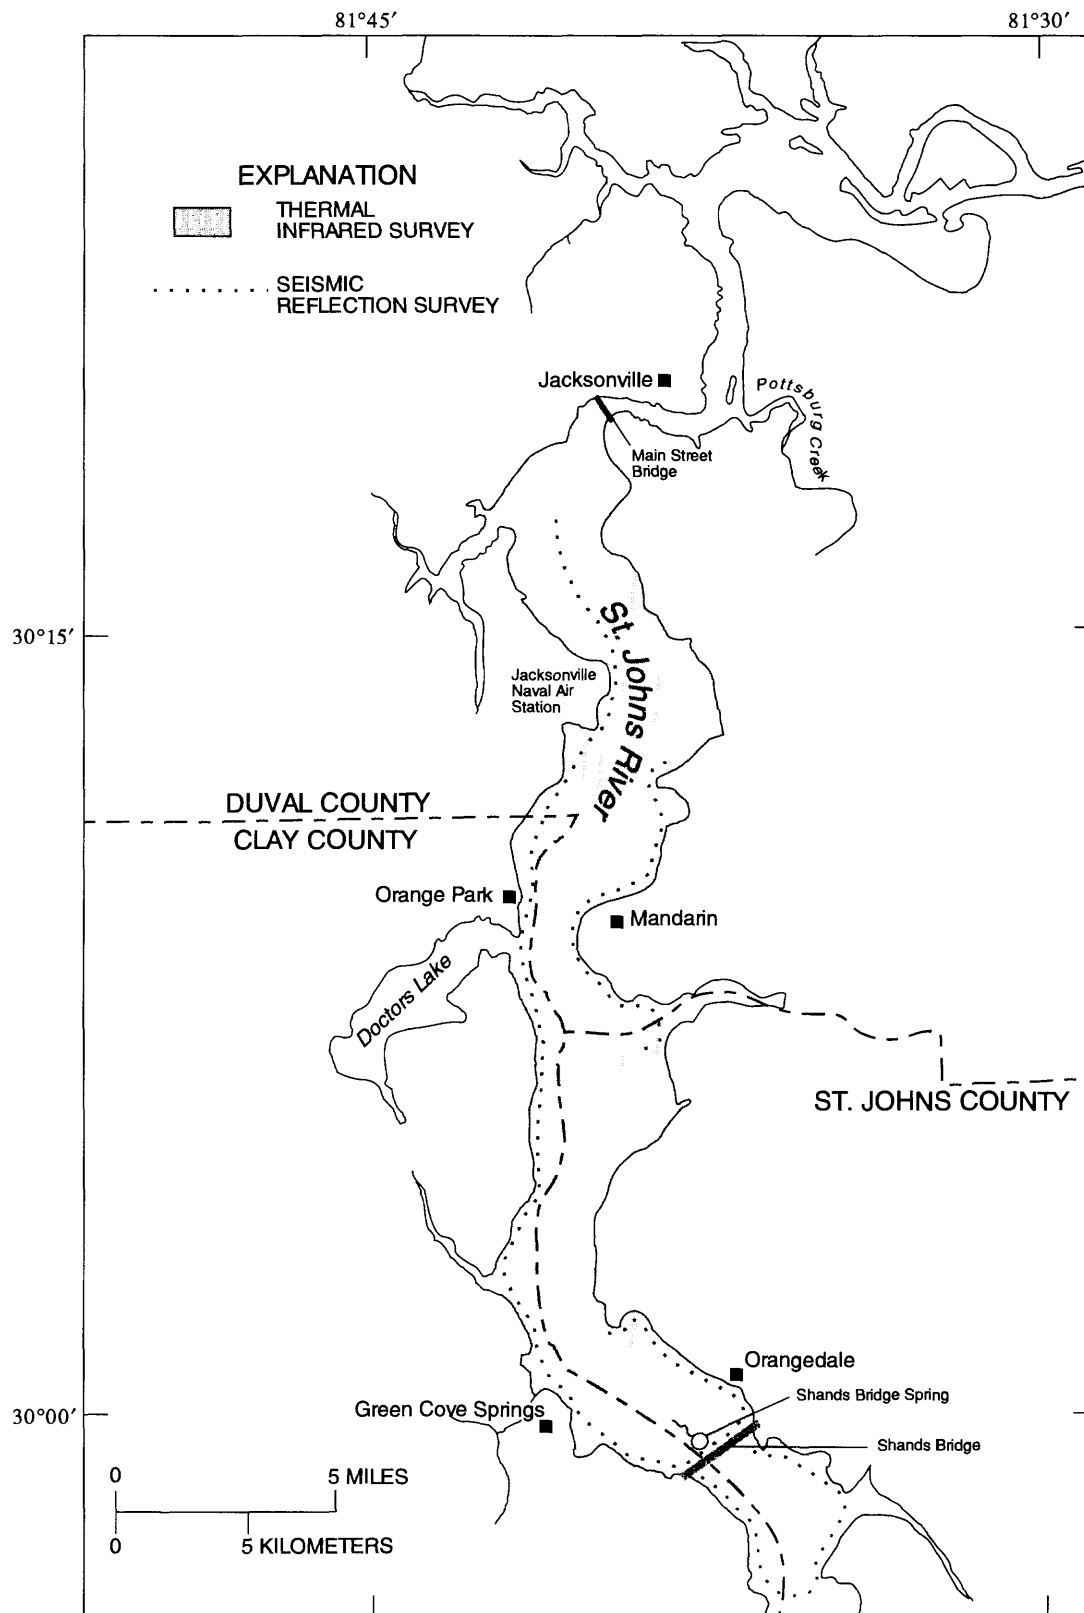 81°45′
81°30′
EXPLANATION
THERMAL
INFRARED SURVEY
SEISMIC
REFLECTION SURVEY
Jacksonville
Pottsburg Creek
Main Street
Bridge
30°15′
St. Johns River
Jacksonville
Naval Air
Station
DUVAL COUNTY
CLAY COUNTY
Orange Park
Mandarin
Doctors Lake
ST. JOHNS COUNTY
Orangedale
Shands Bridge Spring
30°00′
Green Cove Springs
Shands Bridge
0
5 MILES
0
5 KILOMETERS